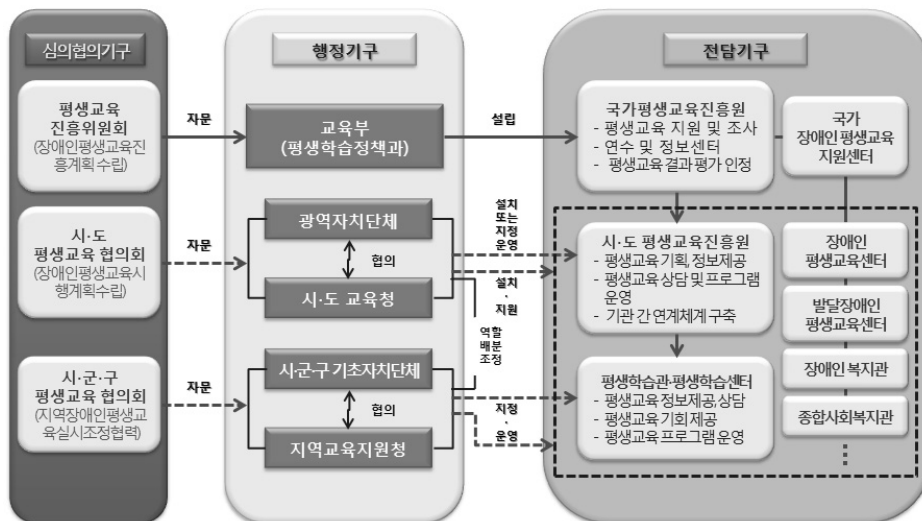 심의협의기구
평생교육
진흥위원회
(장애인평생교육진
흥계획 수립)
시·도
평생교육 협의회
(장애인평생교육시
행계획수립)
시·군·구
평생교육 협의회
(지역장애인평생교
육실시조정협력)
자문
자문
자문
행정기구
교육부
(평생학습정책과)
광역자치단체
협의
시·도 교육청
시·군·구 기초자치단체
협의
지역교육지원청
설립
설치
또는
지정
운영
설치
·
지원
역할
배분
조정
지정
·
운영
전담기구
국가평생교육진흥원
- 평생교육 지원 및 조사
- 연수 및 정보센터
- 평생교육 결과 평가 인정
시·도 평생교육진흥원
- 평생교육 기획, 정보제공
- 평생교육 상담 및 프로그램
운영
- 기관 간 연계체계 구축
평생학습관·평생학습센터
- 평생교육 정보제공, 상담
- 평생교육 기회 제공
- 평생교육 프로그램 운영
국가
장애인 평생교육
지원센터
장애인
평생교육센터
발달장애인
평생교육센터
장애인 복지관
종합사회복지관